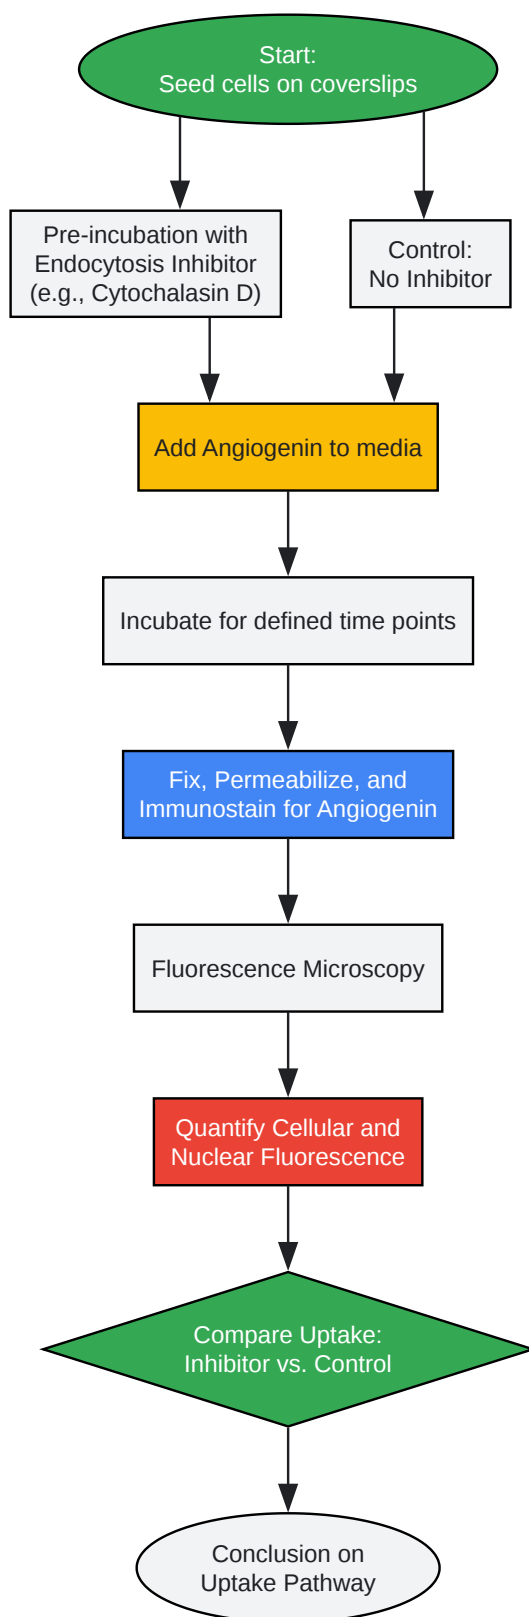 Start:
Seed cells on coverslips
Pre-incubation with
Endocytosis Inhibitor
(e.g., Cytochalasin D)
Control:
No Inhibitor
Add Angiogenin to media
Incubate for defined time points
Fix, Permeabilize, and
Immunostain for Angiogenin
Fluorescence Microscopy
Quantify Cellular and
Nuclear Fluorescence
Compare Uptake:
Inhibitor vs. Control
Conclusion on
Uptake Pathway